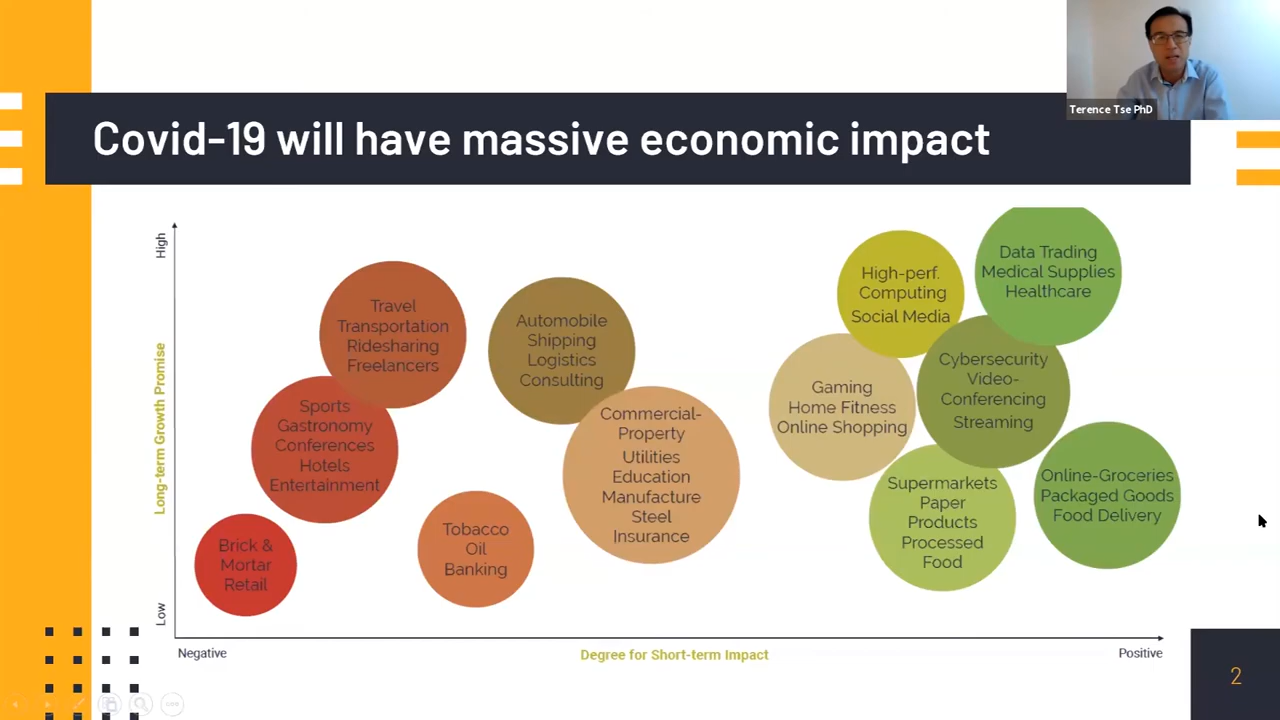 Terence Tse PhD
Covid-19 will have massive economic impact
High
Long-term Growth Promise
Low
Travel
Transportation
Ridesharing
Freelancers
Automobile
Shipping
Logistics
Consulting
High-perf.
Computing
Social Media
Data Trading
Medical Supplies
Healthcare
Sports
Gastronomy
Conferences
Hotels
Entertainment
Commercial-
Property
Utilities
Education
Manufacture
Steel
Insurance
Gaming
Home Fitness
Online Shopping
Cybersecurity
Video-
Conferencing
Streaming
Brick &
Mortar
Retail
Tobacco
Oil
Banking
Supermarkets
Paper
Products
Processed
Food
Online-Groceries
Packaged Goods
Food Delivery
Negative
Degree for Short-term Impact
Positive
2